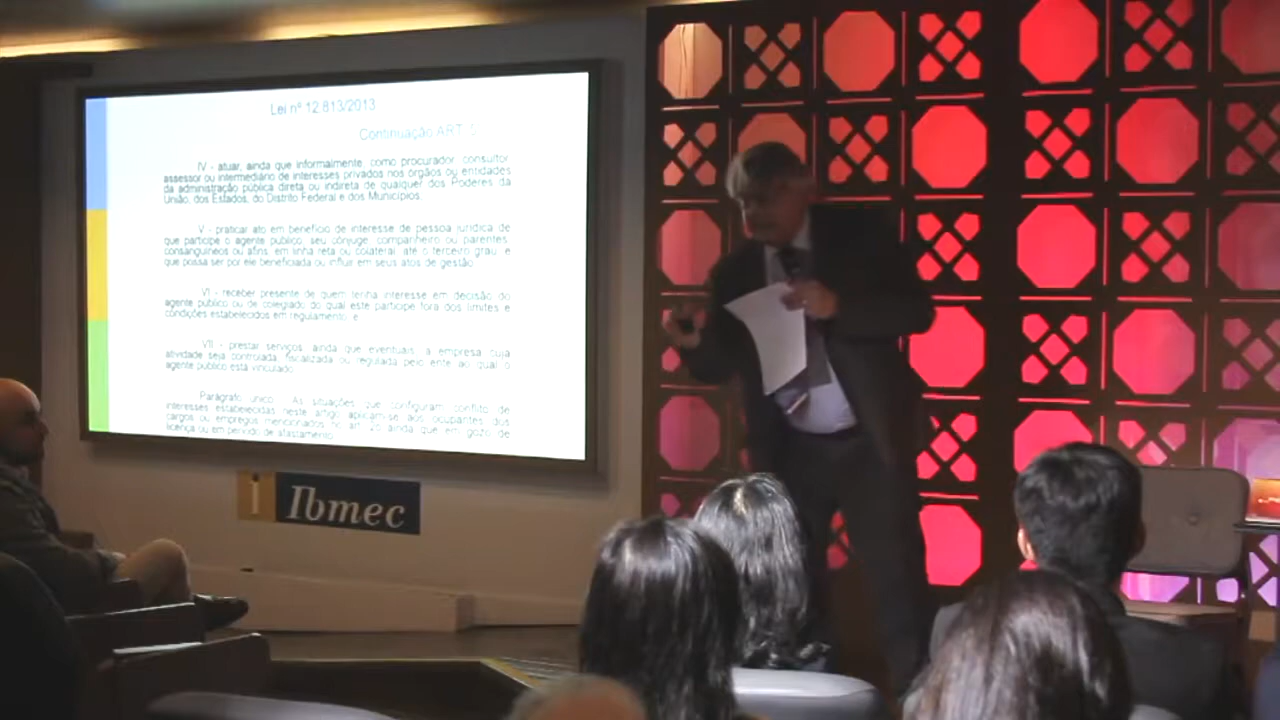 Lei nº 12.813/2013
Continuação ART
IV - atuar, ainda que informalmente, como procurador, consultor,
assessor ou intermediário de interesses privados nos órgãos ou entidades
da administração pública direta ou indireta de qualquer dos Poderes da
União, dos Estados, do Distrito Federal e dos Municípios
V - praticar ato em benefício de interesse de pessoa jurídica de
que participe o agente público, seu cônjuge, companheiro ou parentes,
consanguíneos ou afins, em linha reta ou colateral, até o terceiro grau, e
que possa ser por ele beneficiada ou influir em seus atos de gestão
VI - receber presente de quem tenha interesse em decisão do
agente público ou de colegiado do qual este participe fora dos limites e
condições estabelecidos em regulamento; e
VII - prestar serviços, ainda que eventuais, a empresa cuja
atividade seja controlada, fiscalizada ou regulada pelo ente ao qual o
agente público está vinculado.
Parágrafo único. As situações que configuram conflito de
interesses estabelecidas neste artigo aplicam-se aos ocupantes dos
cargos ou empregos mencionados no art. 2o ainda que em gozo de
licença ou em período de afastamento.
i Ibmec